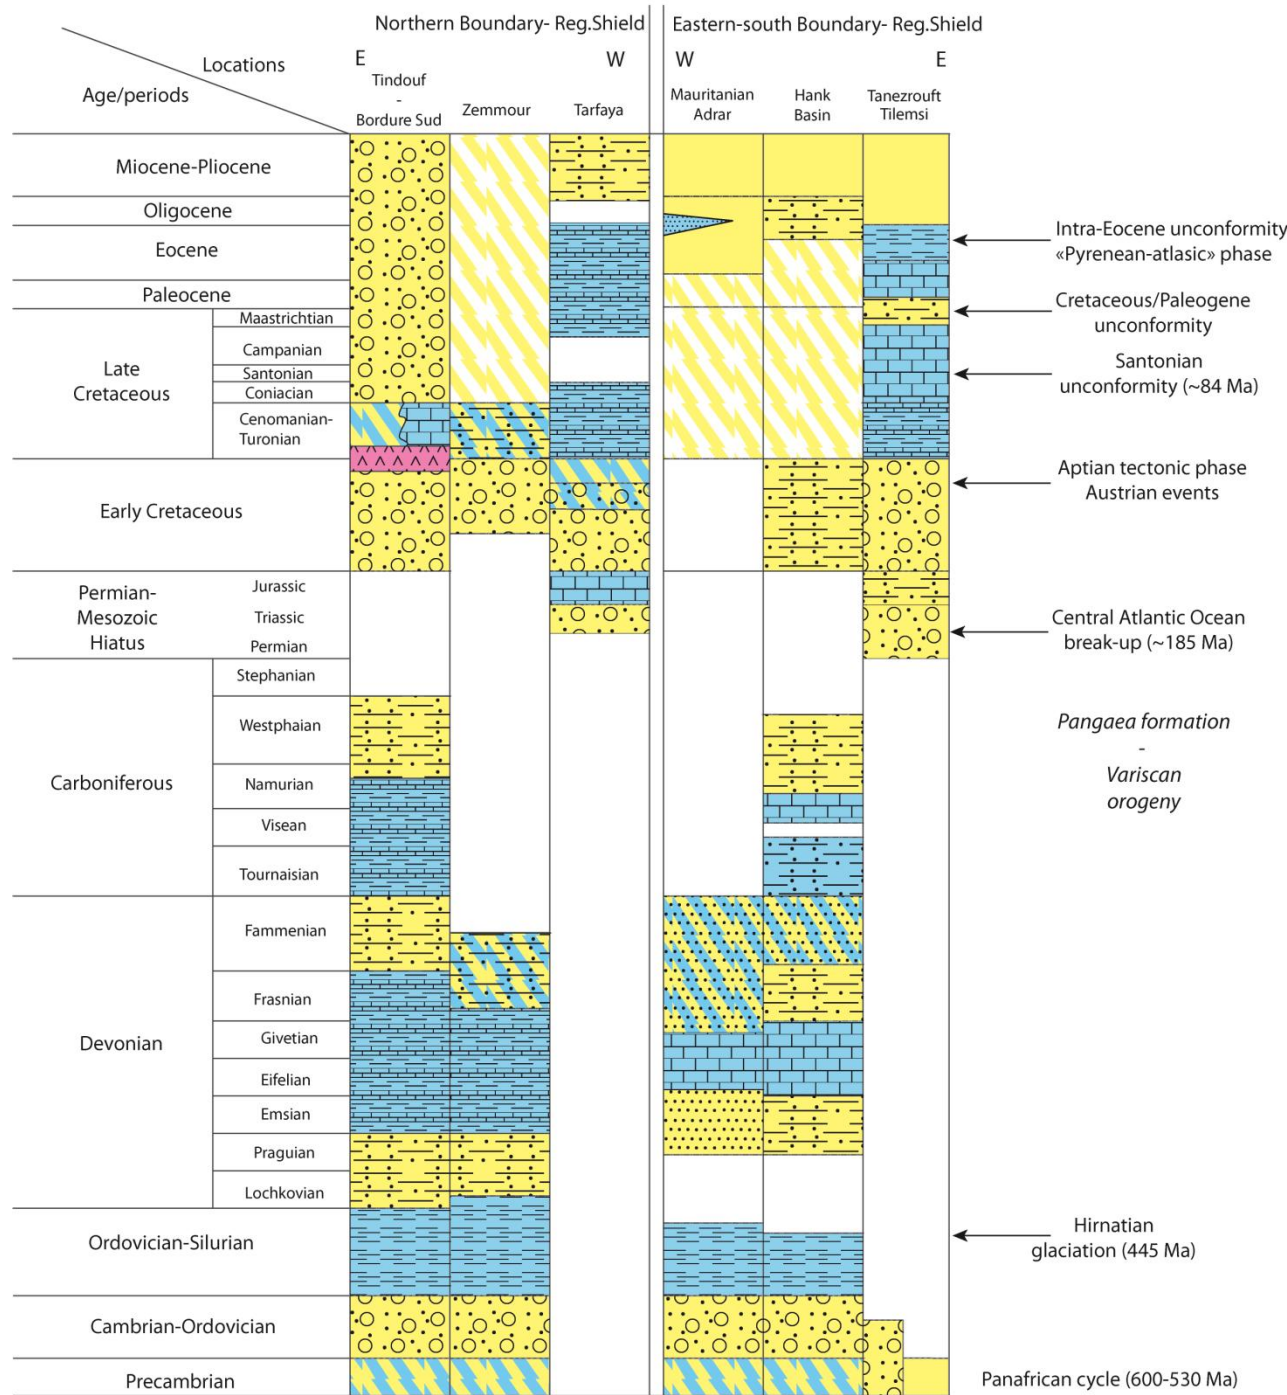 Northern Boundary- Reg.Shield
Eastern-south Boundary- Reg.Shield
E
W
W
E
Locations
Age/periods
Tindouf
-
Bordure Sud
Zemmour
Tarfaya
Mauritanian
Adrar
Hank
Basin
Tanezrouft
Tilemsi
Miocene-Pliocene
Oligocene
Eocene
Paleocene
Late
Cretaceous
Maastrichtian
Campanian
Santonian
Coniacian
Cenomanian-
Turonian
Early Cretaceous
Permian-
Mesozoic
Hiatus
Jurassic
Triassic
Permian
Carboniferous
Stephanian
Westphaian
Namurian
Visean
Tournaisian
Devonian
Fammenian
Frasnian
Givetian
Eifelian
Emsian
Praguian
Lochkovian
Ordovician-Silurian
Cambrian-Ordovician
Precambrian
Intra-Eocene unconformity
«Pyrenean-atlasic» phase
Cretaceous/Paleogene
unconformity
Santonian
unconformity (~84 Ma)
Aptian tectonic phase
Austrian events
Central Atlantic Ocean
break-up (~185 Ma)
Pangaea formation
-
Variscan
orogeny
Hirnatian
glaciation (445 Ma)
Panafrican cycle (600-530 Ma)